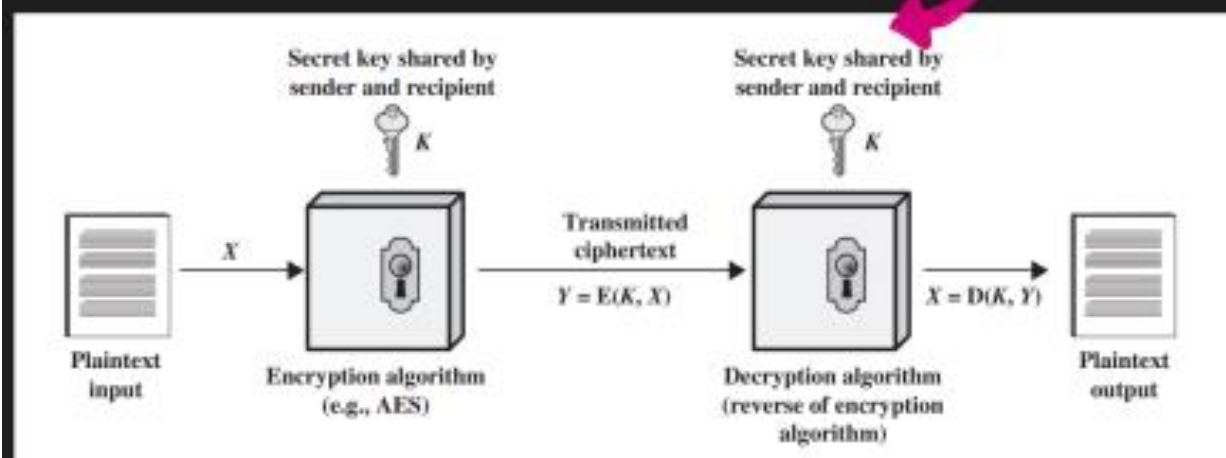 Secret key shared by
sender and recipient
K
Secret key shared by
sender and recipient
K
X
Transmitted
ciphertext
Y = E(K, X)
X = D(K, Y)
Plaintext
input
Encryption algorithm
(e.g., AES)
Decryption algorithm
(reverse of encryption
algorithm)
Plaintext
output